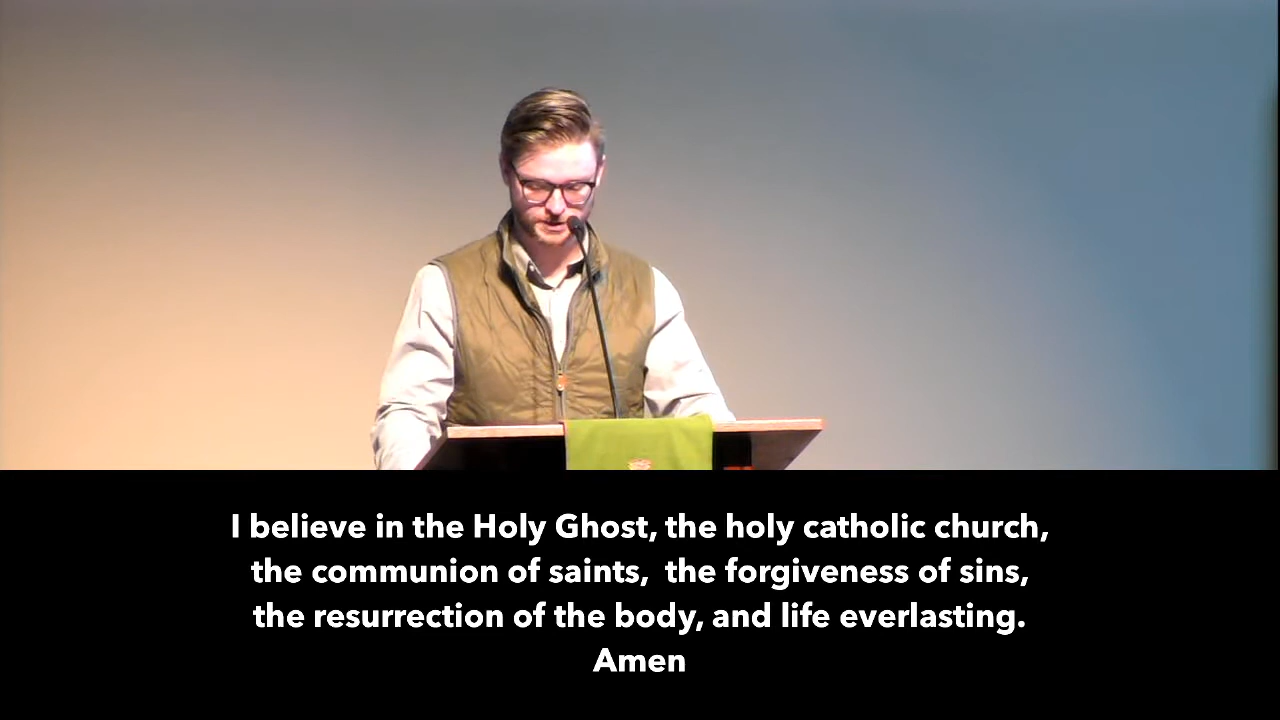 I believe in the Holy Ghost, the holy catholic church,
the communion of saints,  the forgiveness of sins,
the resurrection of the body, and life everlasting.
Amen